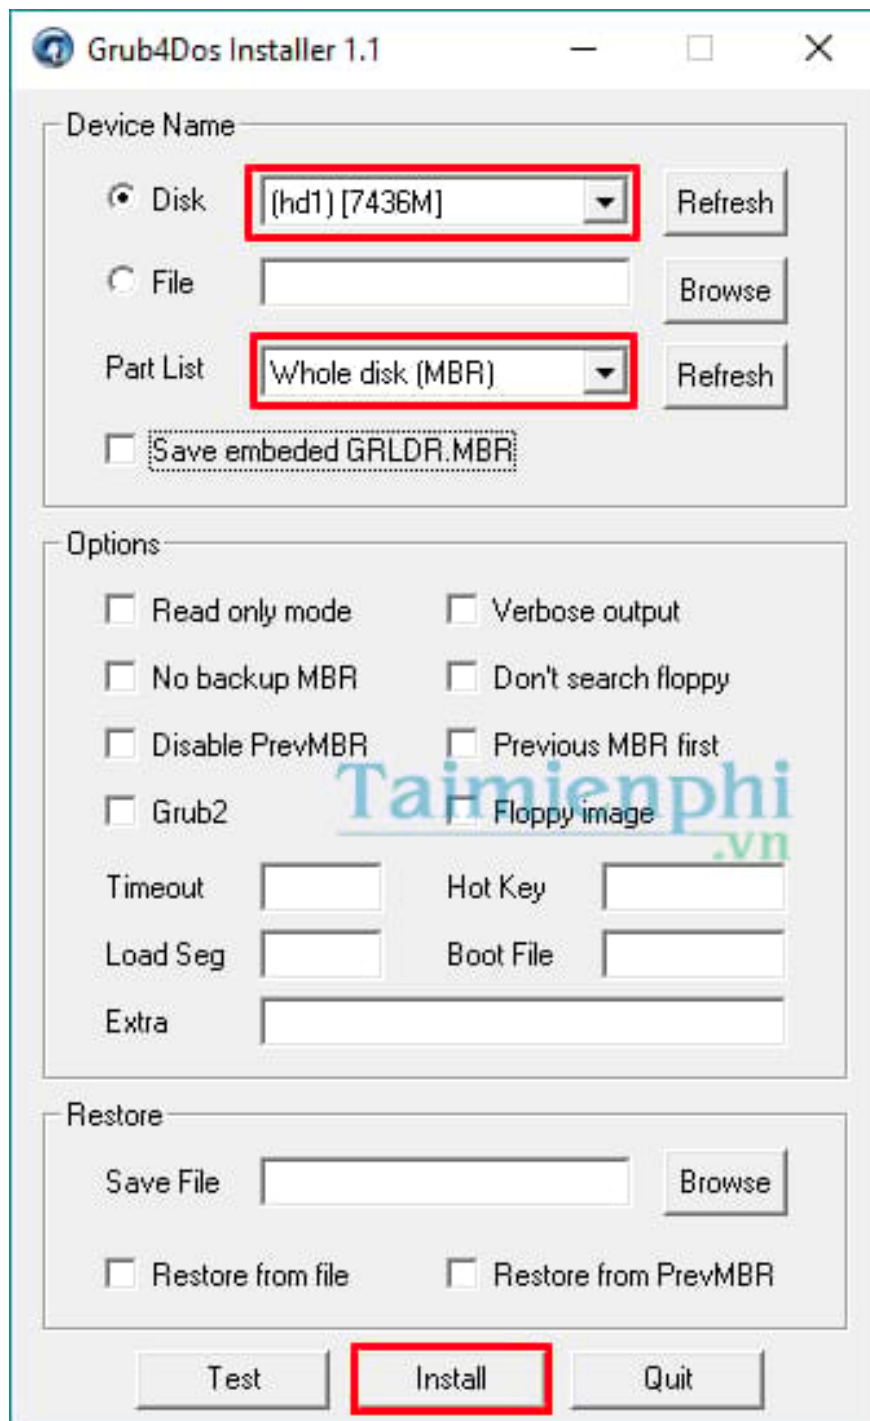 Grub4Dos Installer 1.1
Device Name
Disk (hd1) [7436M] Refresh
File Browse
Part List Whole disk (MBR) Refresh
Save embeded GRLDR.MBR
Options
Read only mode Verbose output
No backup MBR Don't search floppy
Disable PrevMBR Previous MBR first
Taimienphi
Grub2 Floppy image
.vn
Timeout Hot Key
Load Seg Boot File
Extra
Restore
Save File Browse
Restore from file Restore from PrevMBR
Test Install Quit